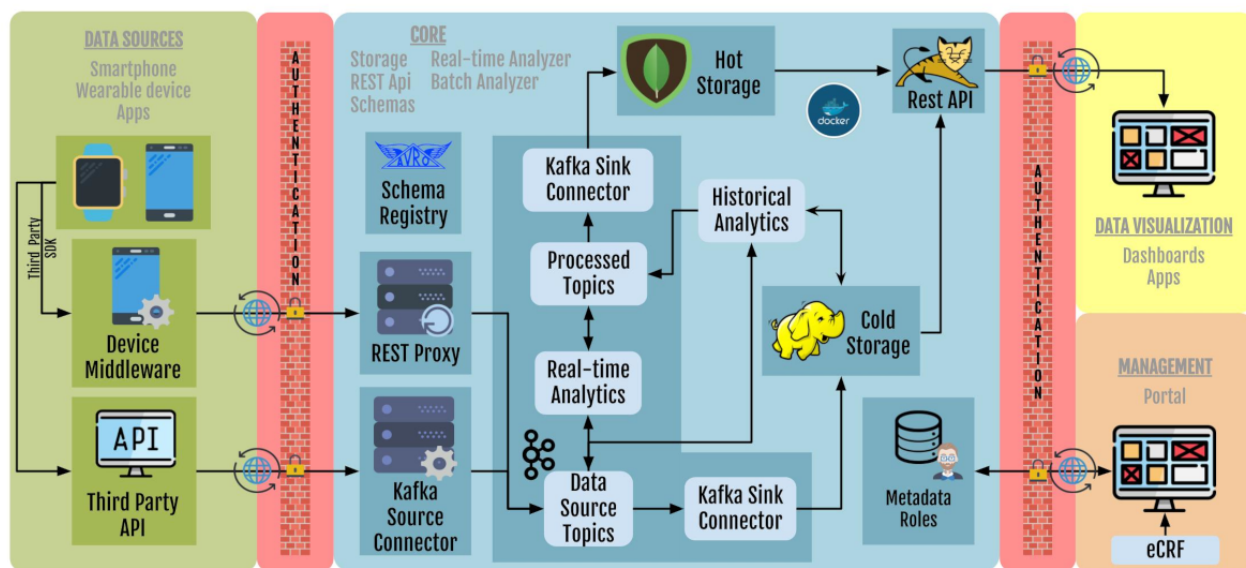 DATA SOURCES
Smartphone
Wearable device
Apps
Third Party
SDK
Device
Middleware
API
Third Party
API
AUTHENTICATION
CORE
Storage Real-time Analyzer
REST Api Batch Analyzer
Schemas
AVRO
Schema
Registry
REST Proxy
Kafka
Source
Connector
Kafka Sink
Connector
Processed
Topics
Real-time
Analytics
Data
Source
Topics
Kafka Sink
Connector
Historical
Analytics
Hot
Storage
docker
Rest API
Cold
Storage
Metadata
Roles
AUTHENTICATION
DATA VISUALIZATION
Dashboards
Apps
MANAGEMENT
Portal
eCRF